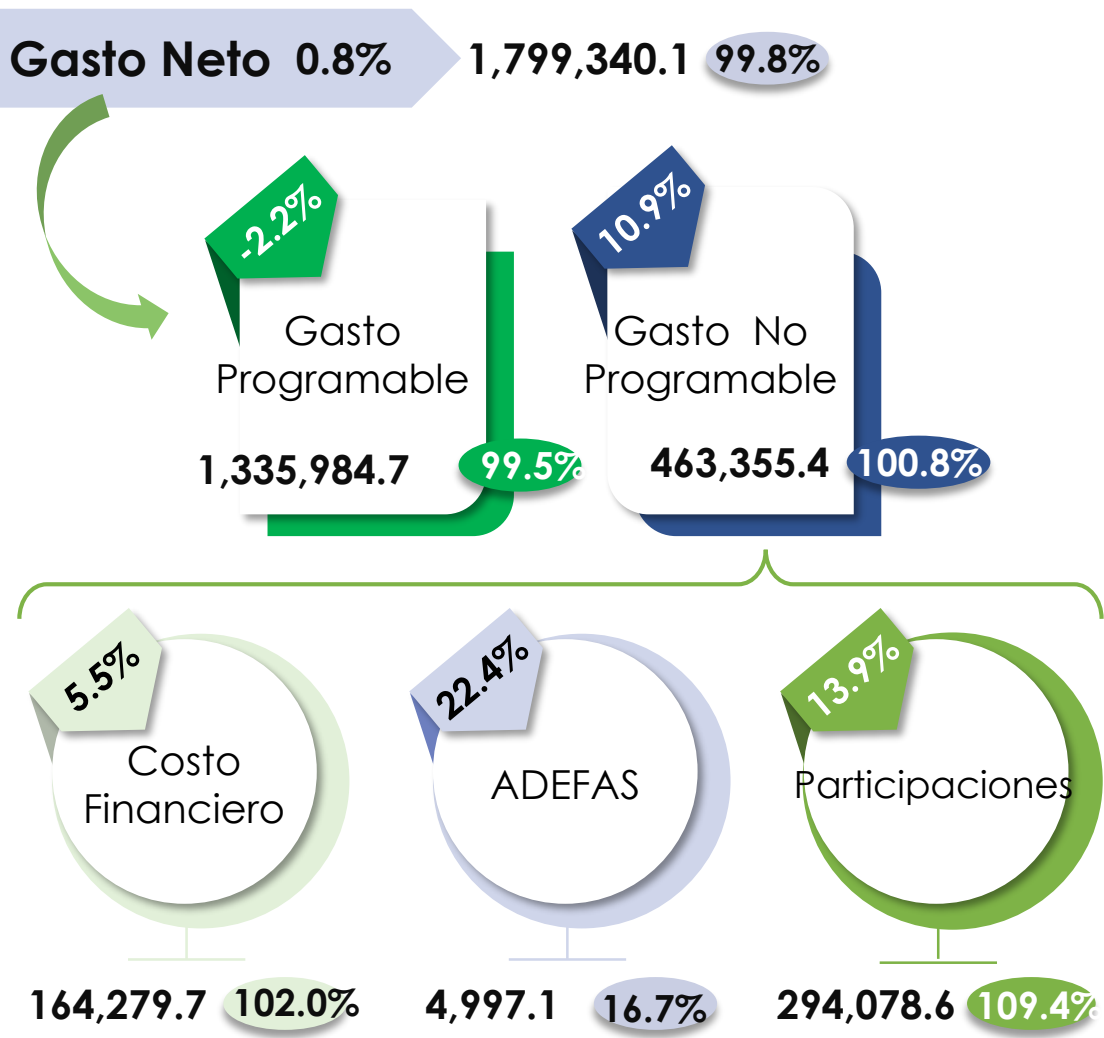 Gasto Neto 0.8% 1,799,340.1 99.8%
-2.2%
Gasto
Programable
1,335,984.7 99.5%
10.9%
Gasto No
Programable
463,355.4 100.8%
5.5%
Costo
Financiero
164,279.7 102.0%
22.4%
ADEFAS
4,997.1 16.7%
13.9%
Participaciones
294,078.6 109.4%